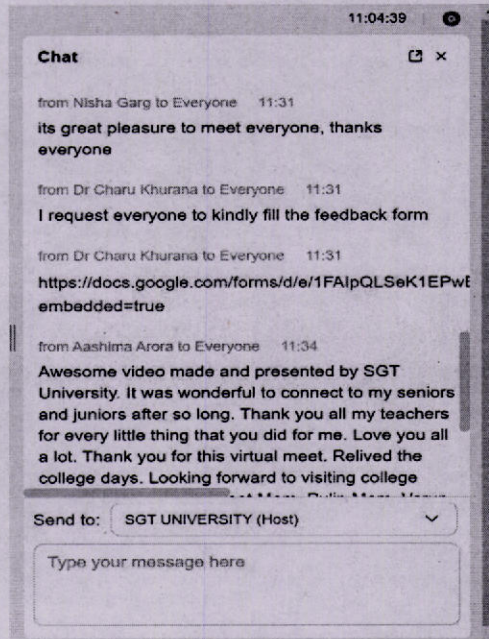 11:04:39
Chat
from Nisha Garg to Everyone 11:31
its great pleasure to meet everyone, thanks
everyone
from Dr Charu Khurana to Everyone 11:31
I request everyone to kindly fill the feedback form
from Dr Charu Khurana to Everyone 11:31
https://docs.google.com/forms/d/e/1FAIpQLSeK1EPwE
embedded=true
from Aashima Arora to Everyone 11:34
Awesome video made and presented by SGT
University. It was wonderful to connect to my seniors
and juniors after so long. Thank you all my teachers
for every little thing that you did for me. Love you all
a lot. Thank you for this virtual meet. Relived the
college days. Looking forward to visiting college
Send to: SGT UNIVERSITY (Host)
Type your message here